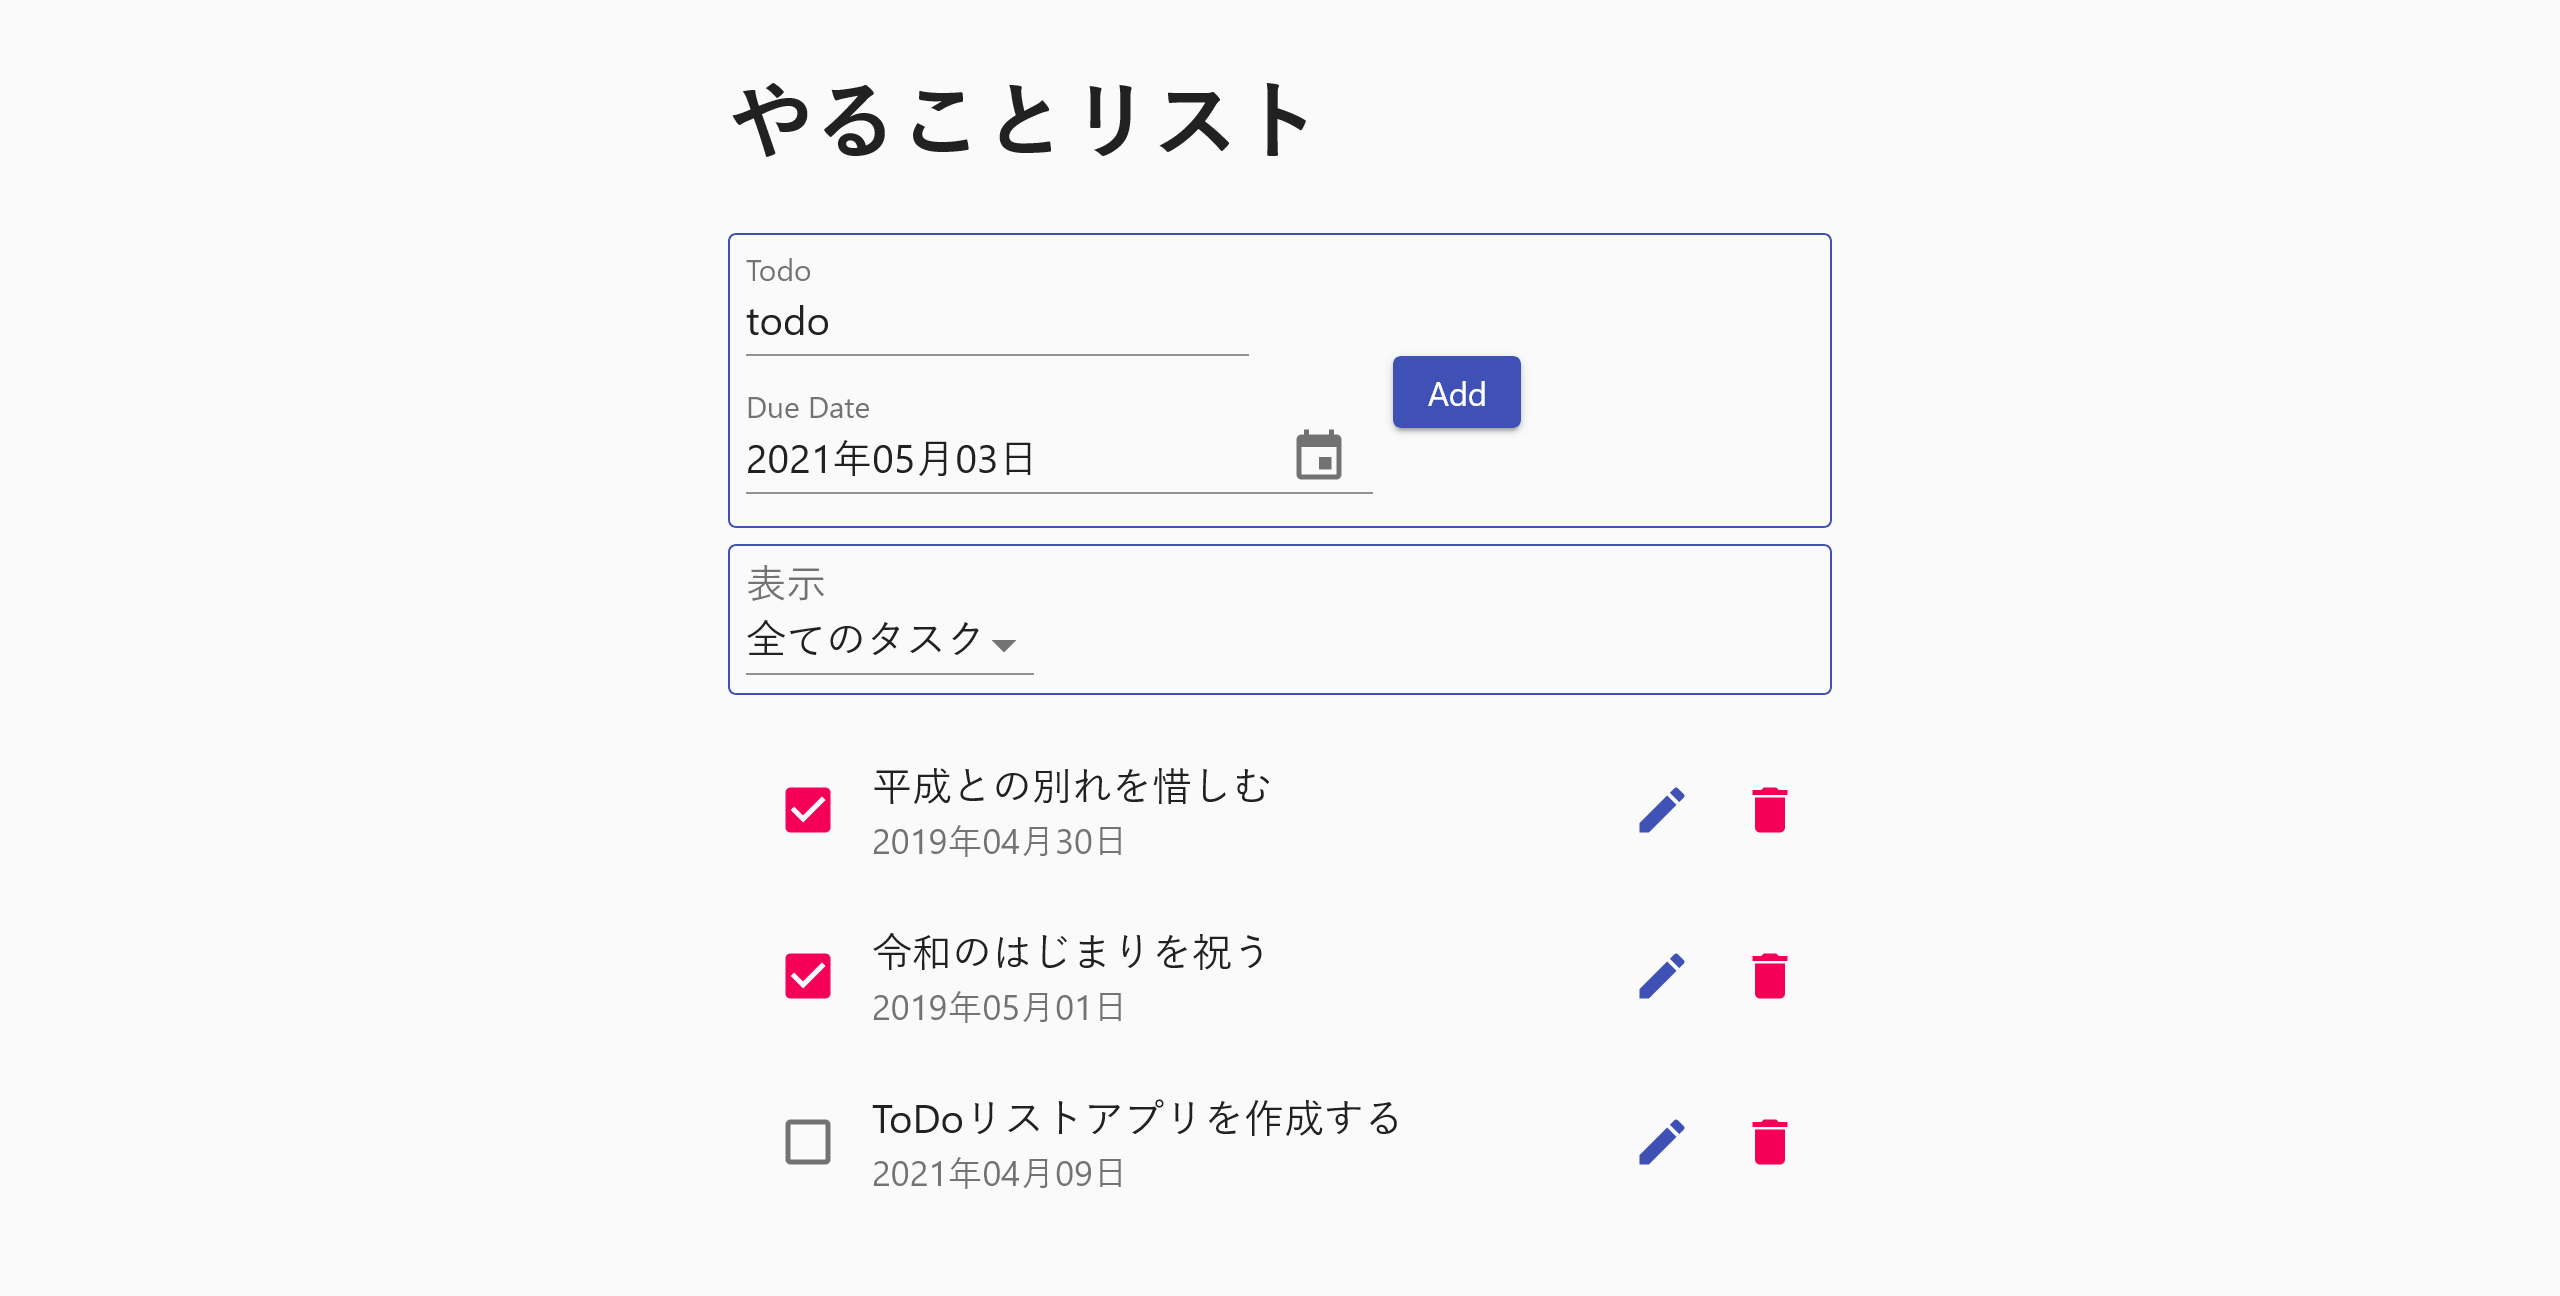 やることリスト
Todo
todo
Add
Due Date
2021年05月03日
表示
全てのタスク
平成との別れを惜しむ
2019年04月30日
令和のはじまりを祝う
2019年05月01日
ToDoリストアプリを作成する
2021年04月09日